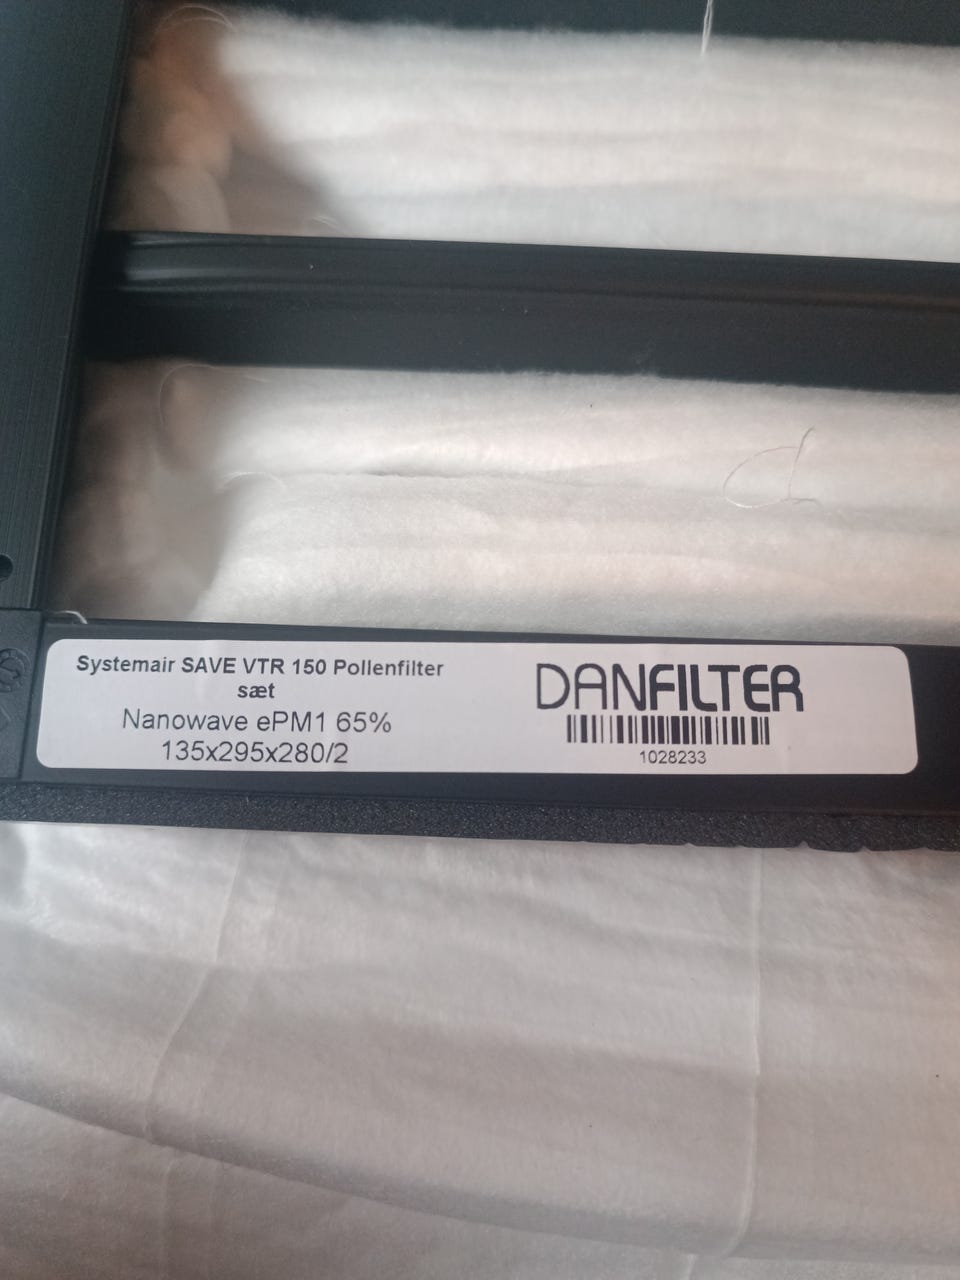 Systemair SAVE VTR 150 Pollenfilter
sæt
Nanowave ePM1 65%
135x295x280/2
DANFILTER
1028233